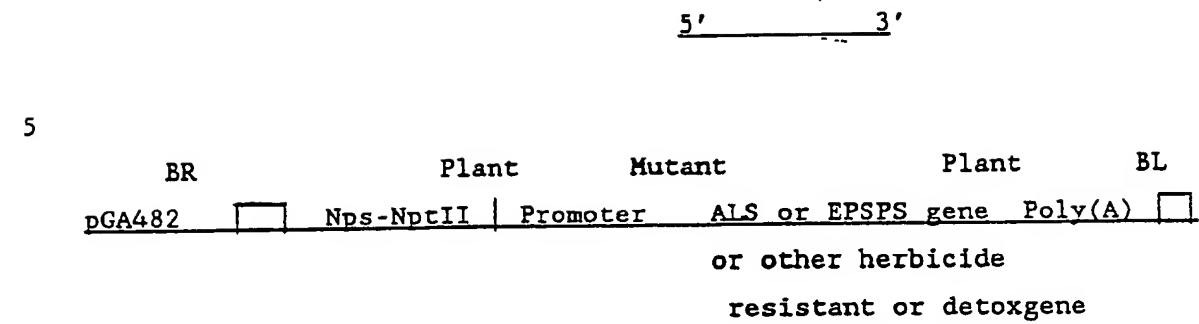 5' 3'
5
BR Plant Mutant Plant BL
pGA482 Nps-NptII | Promoter ALS or EPSPS gene Poly(A)
or other herbicide
resistant or detoxgene